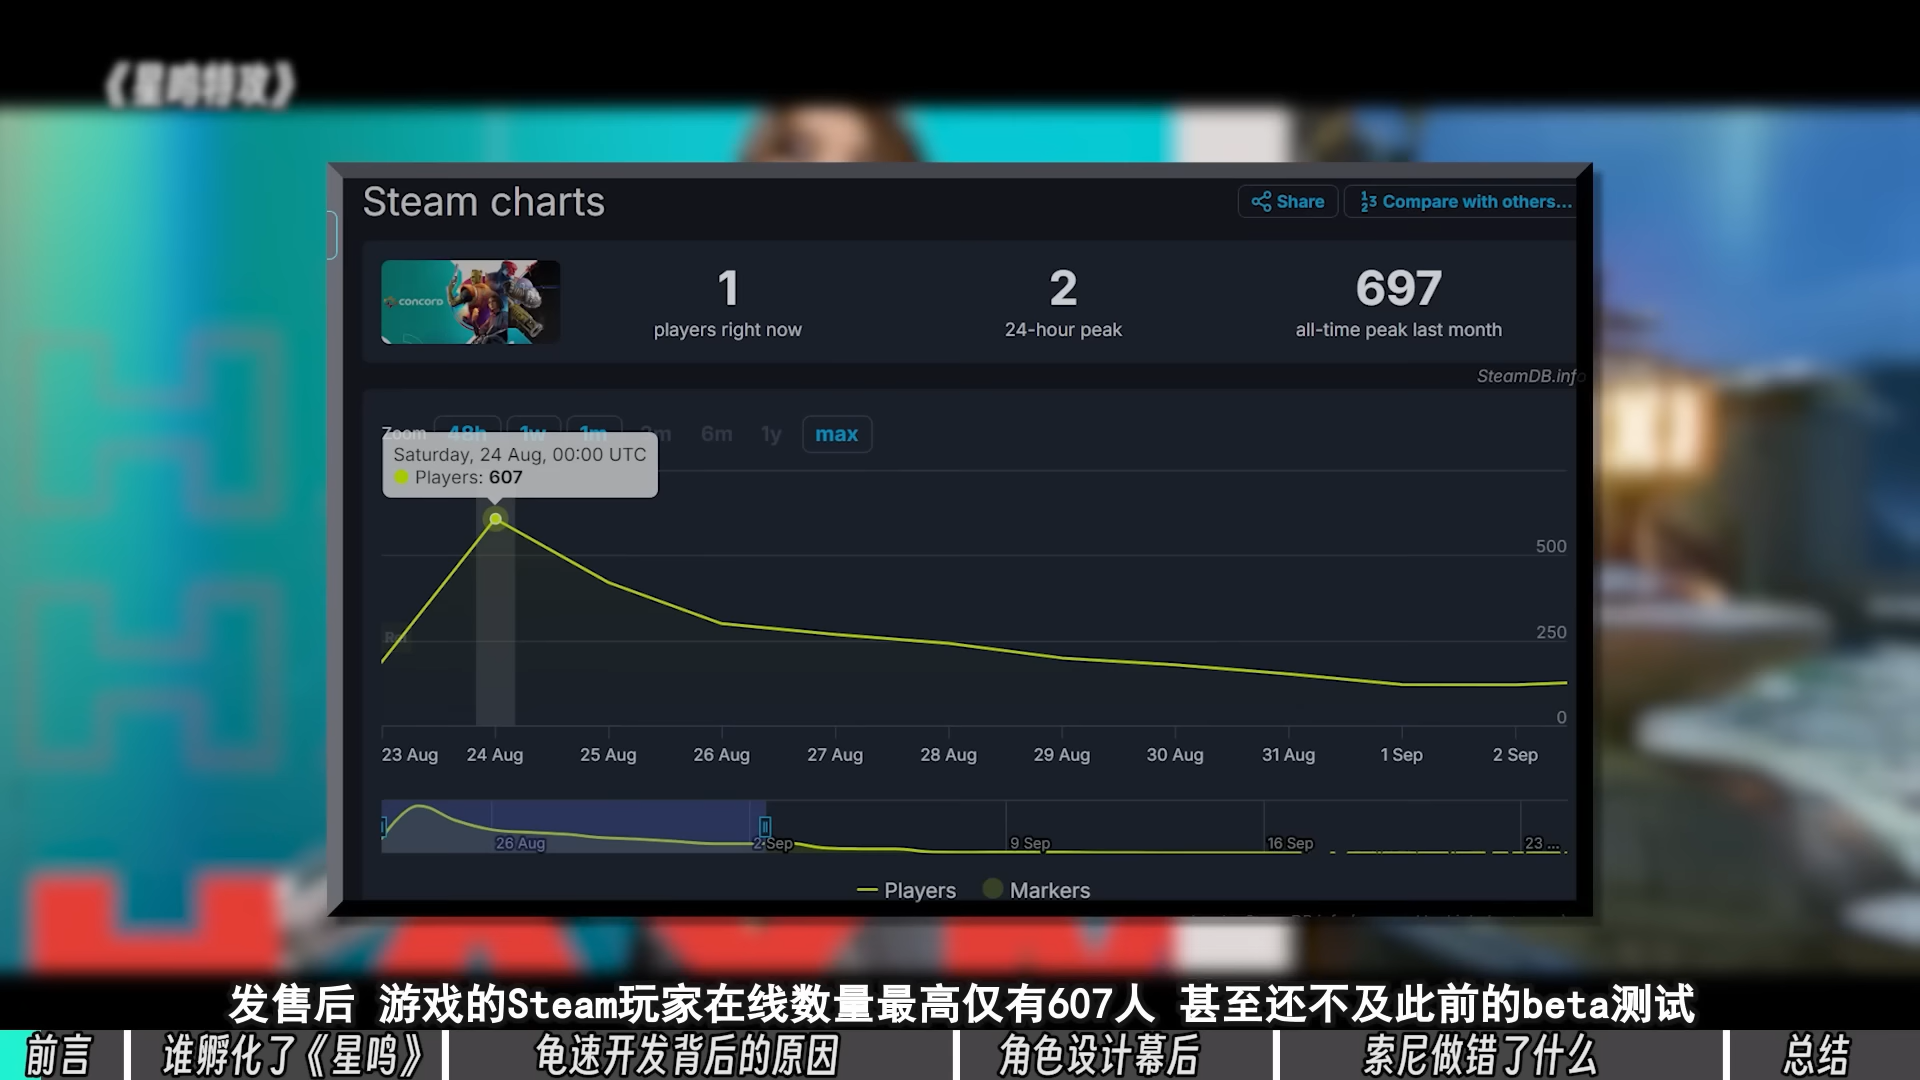 《星鸣特攻》
Steam charts
Share
Compare with others...
CONCORD
1
players right now
2
24-hour peak
697
all-time peak last month
SteamDB.info
Zoom 48h 1w 1m 6m 1y max
Saturday, 24 Aug, 00:00 UTC
Players: 607
500
250
0
23 Aug 24 Aug 25 Aug 26 Aug 27 Aug 28 Aug 29 Aug 30 Aug 31 Aug 1 Sep 2 Sep
26 Aug 2 Sep 9 Sep 16 Sep 23 ...
Players Markers
发售后 游戏的Steam玩家在线数量最高仅有607人 甚至还不及此前的beta测试
前言 谁孵化了《星鸣》 龟速开发背后的原因 角色设计幕后 索尼做错了什么 总结